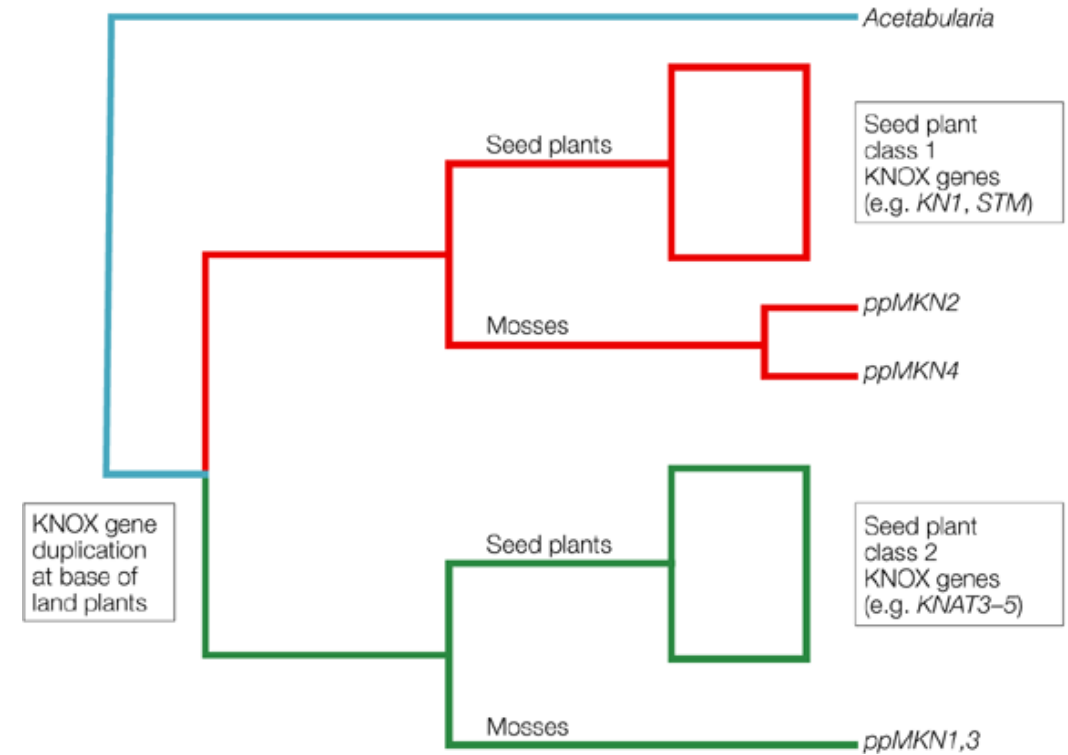 Acetabularia
Seed plants
Seed plant
class 1
KNOX genes
(e.g. KN1, STM)
Mosses
ppMKN2
ppMKN4
KNOX gene
duplication
at base of
land plants
Seed plants
Seed plant
class 2
KNOX genes
(e.g. KNAT3–5)
Mosses
ppMKN1,3